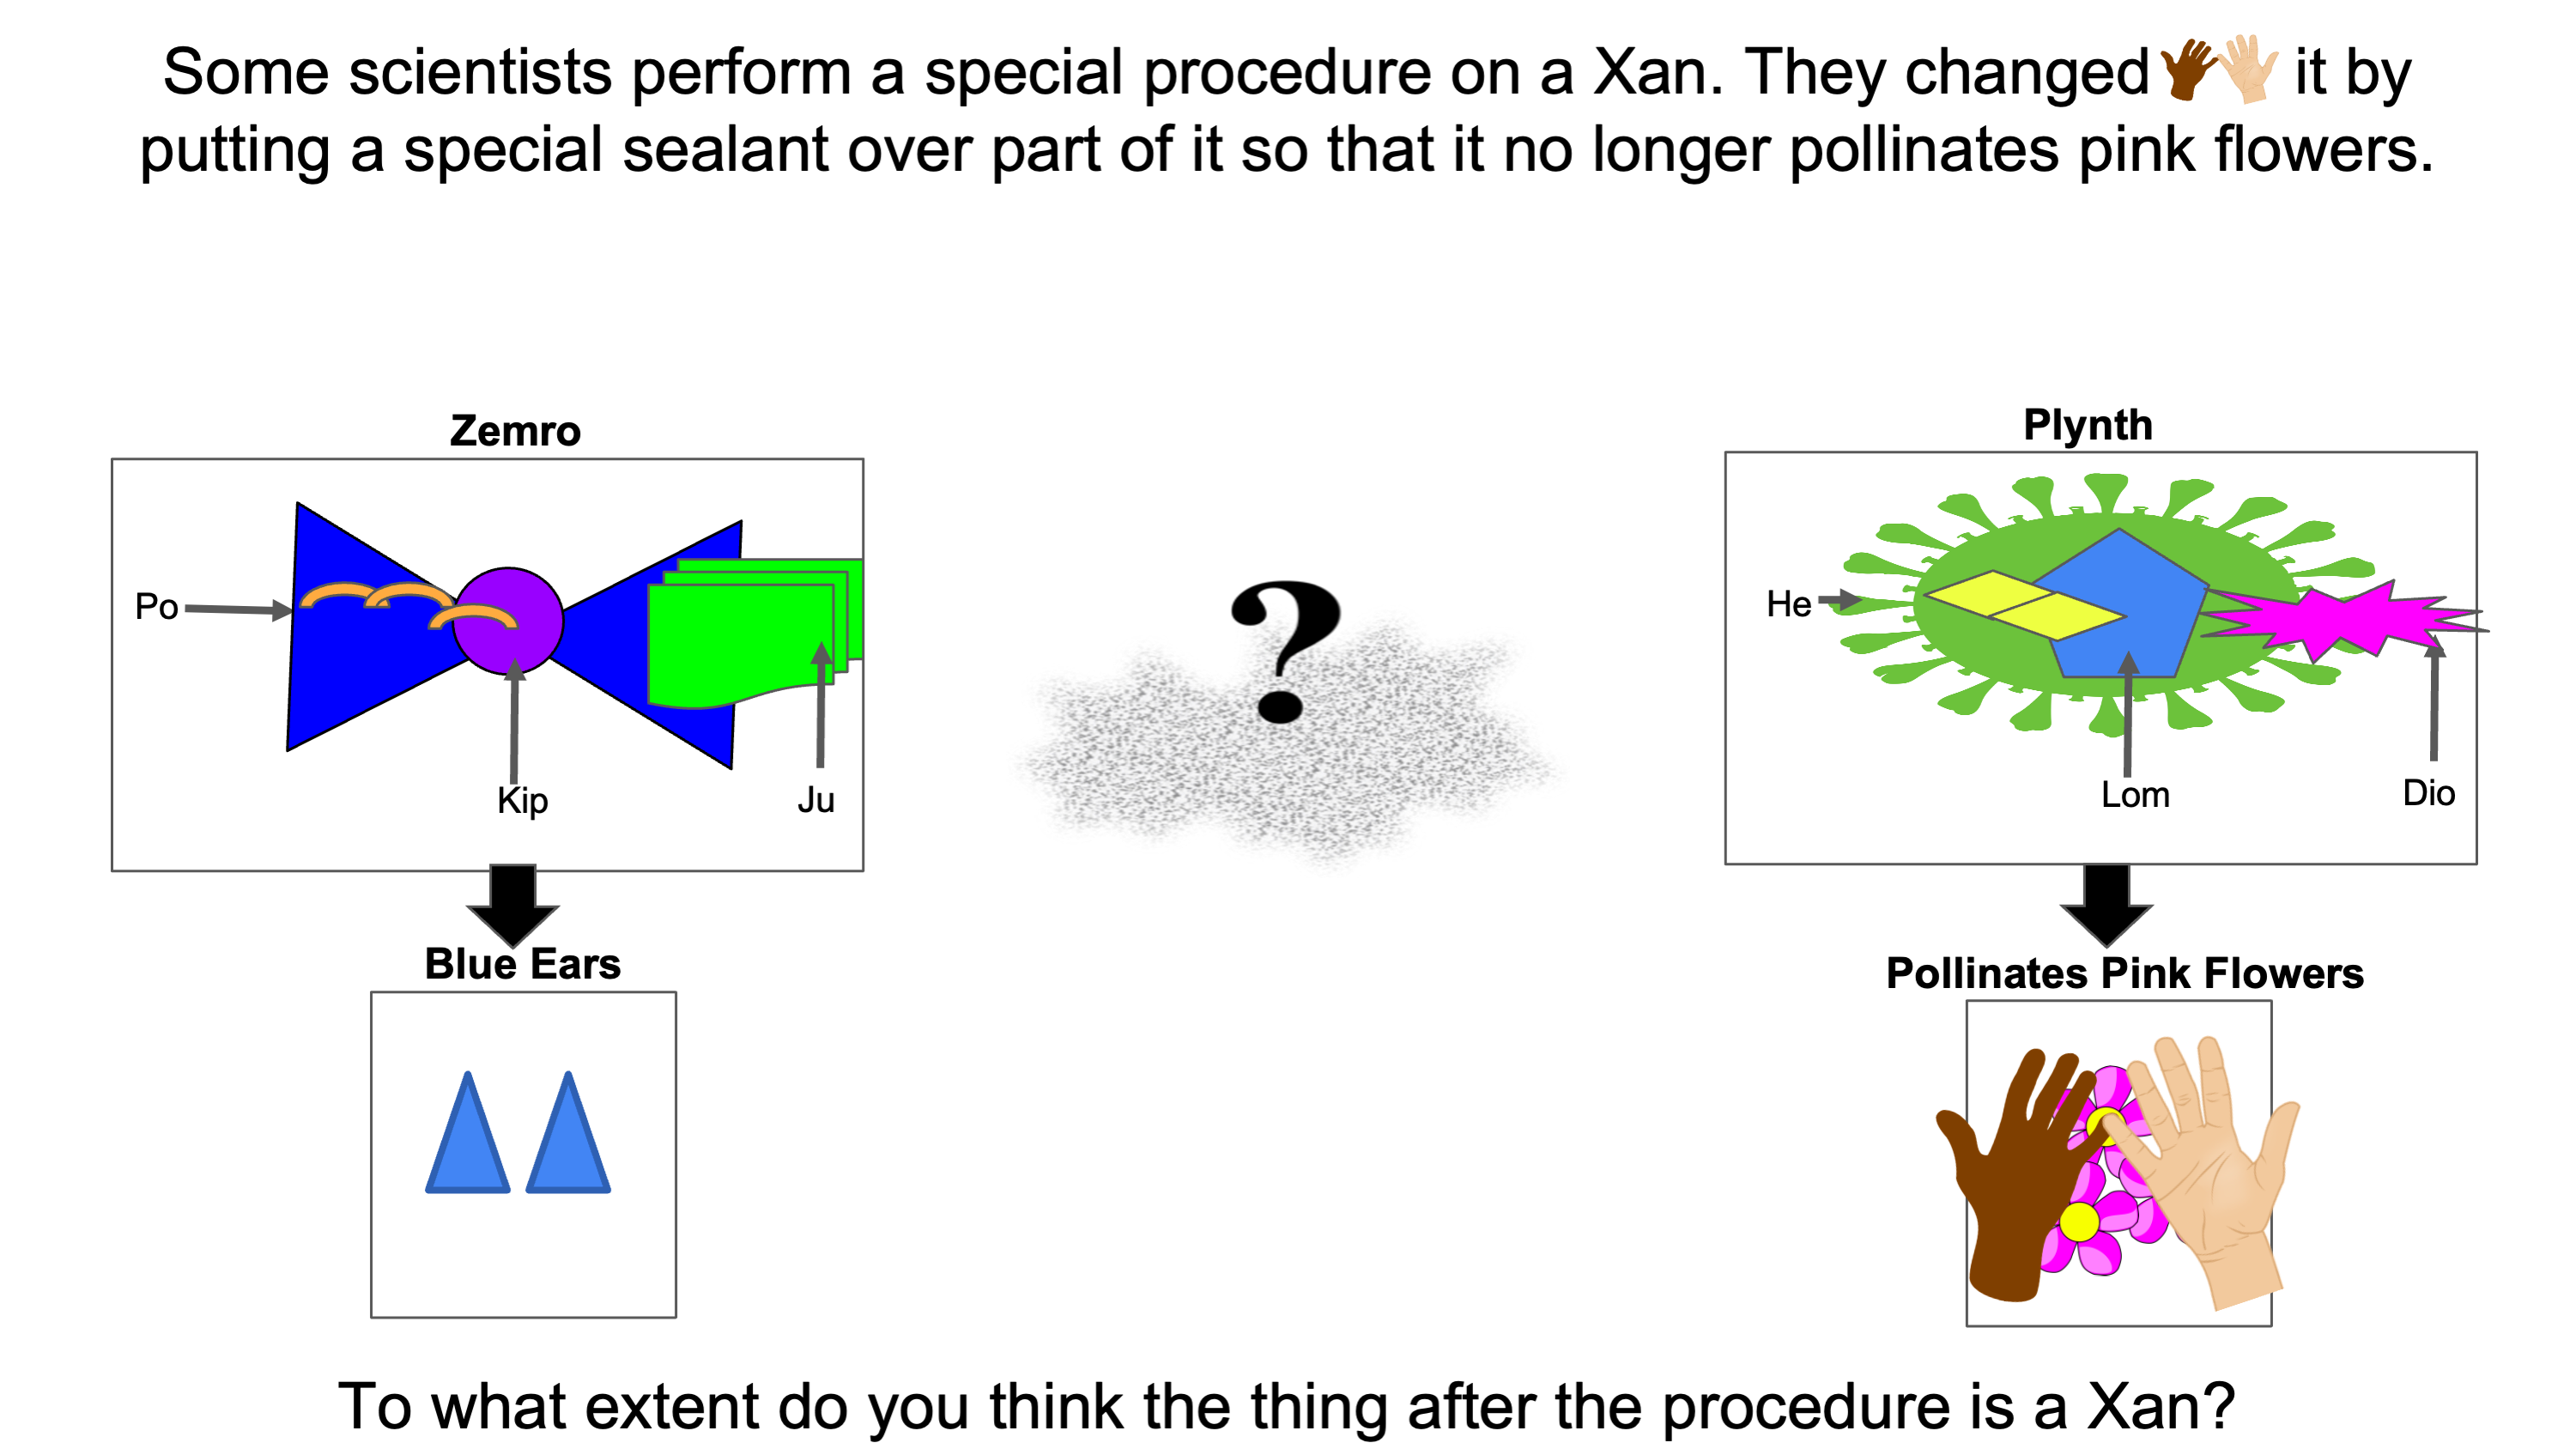 Some scientists perform a special procedure on a Xan. They changed it by
putting a special sealant over part of it so that it no longer pollinates pink flowers.
Zemro
Plynth
Po
Kip
Ju
?
He
Lom
Dio
Blue Ears
Pollinates Pink Flowers
To what extent do you think the thing after the procedure is a Xan?